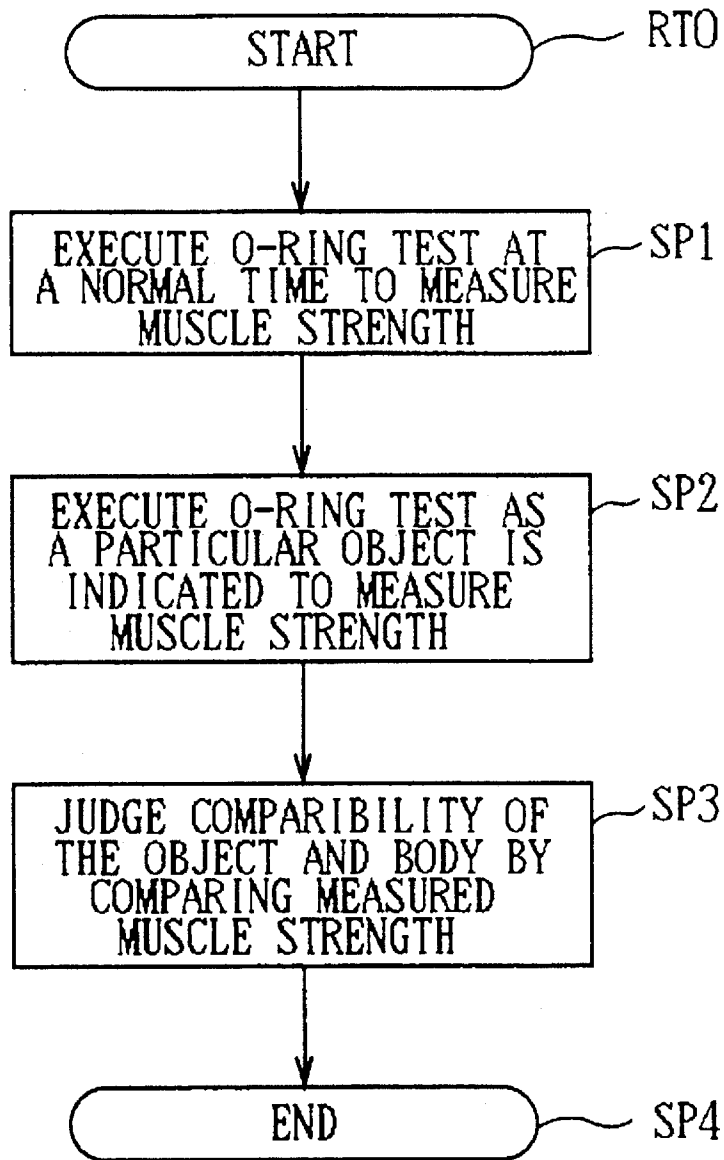 START
RT0
EXECUTE O-RING TEST AT
A NORMAL TIME TO MEASURE
MUSCLE STRENGTH
SP1
EXECUTE O-RING TEST AS
A PARTICULAR OBJECT IS
INDICATED TO MEASURE
MUSCLE STRENGTH
SP2
JUDGE COMPARIBILITY OF
THE OBJECT AND BODY BY
COMPARING MEASURED
MUSCLE STRENGTH
SP3
END
SP4